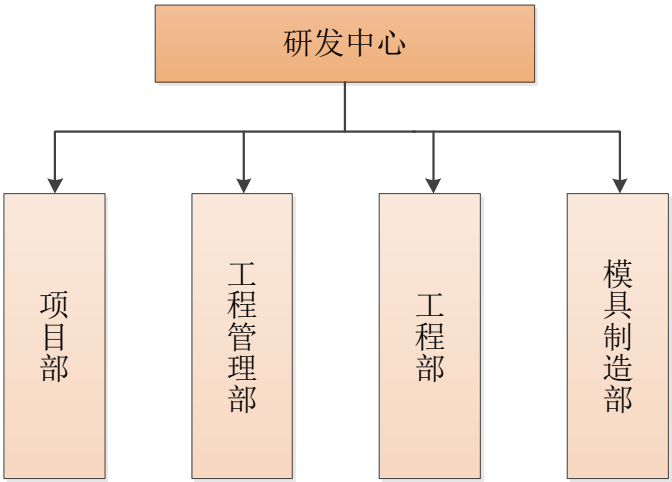 研发中心
项目部
工程管理部
工程部
模具制造部